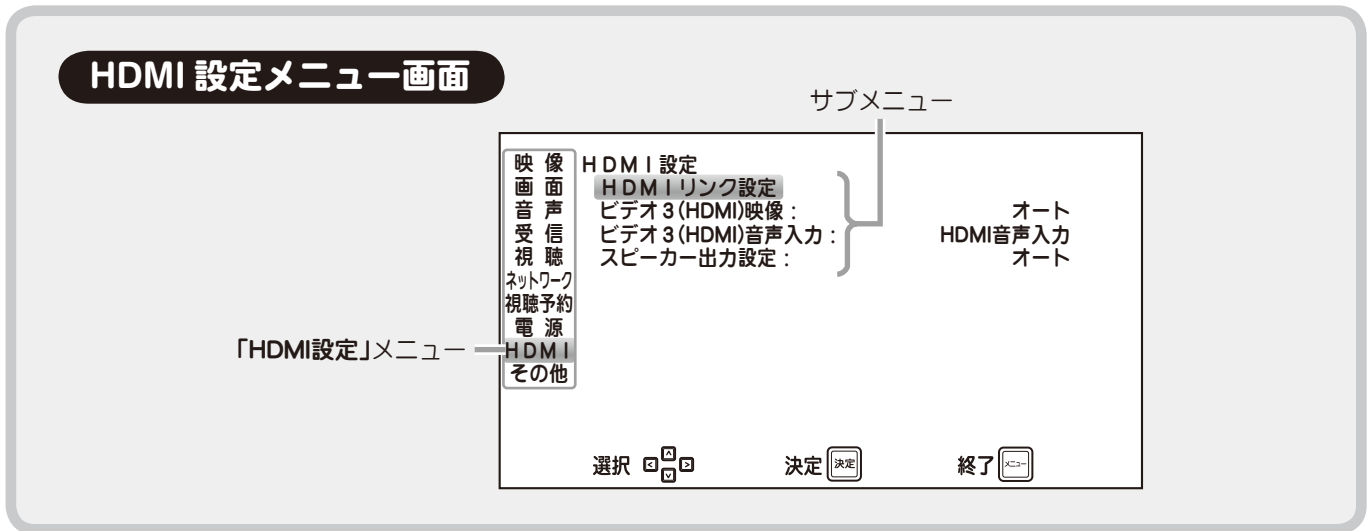 HDMI 設定メニュー画面
サブメニュー
映 像
画 面
音 声
受 信
視 聴
ネットワーク
視聴予約
電 源
HDMI
その他
HDMI設定
HDMIリンク設定
ビデオ3(HDMI)映像： オート
ビデオ3(HDMI)音声入力： HDMI音声入力
スピーカー出力設定： オート
「HDMI設定」メニュー
選択 決定 決定 終了 メニュー